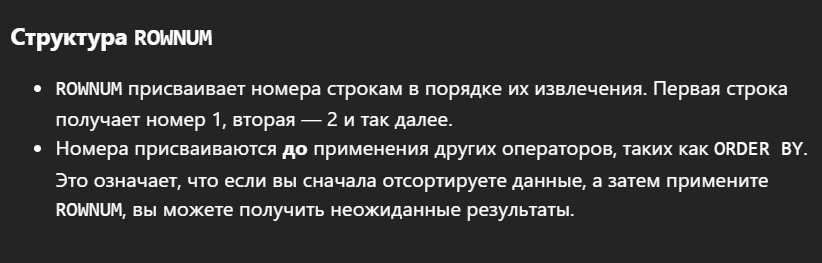 Структура ROWNUM
• ROWNUM присваивает номера строкам в порядке их извлечения. Первая строка
получает номер 1, вторая — 2 и так далее.
• Номера присваиваются до применения других операторов, таких как ORDER BY.
Это означает, что если вы сначала отсортируете данные, а затем примените
ROWNUM, вы можете получить неожиданные результаты.